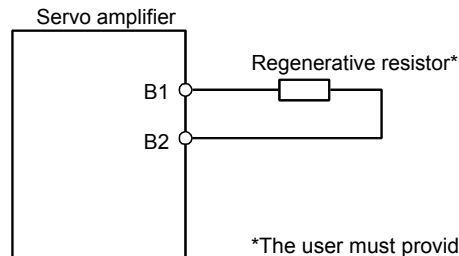 Servo amplifier
Regenerative resistor*
B1
B2
*The user must provid